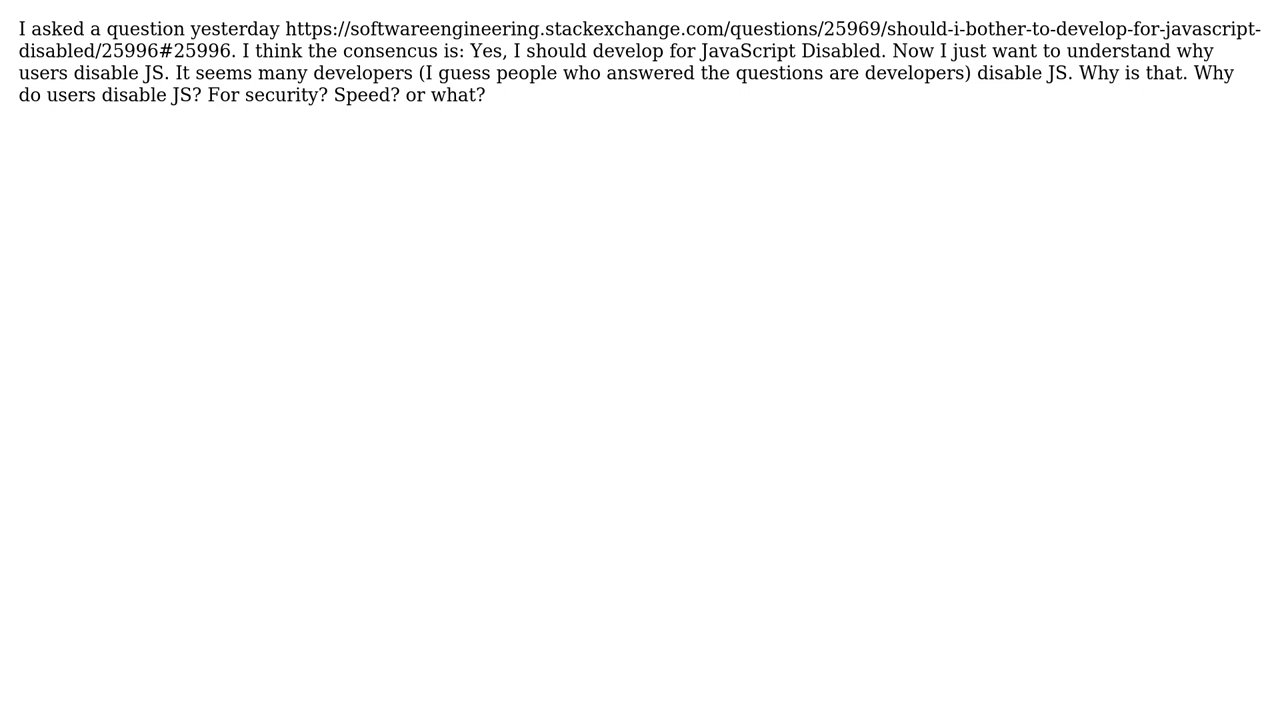 I asked a question yesterday https://softwareengineering.stackexchange.com/questions/25969/should-i-bother-to-develop-for-javascript-
disabled/25996#25996. I think the consencus is: Yes, I should develop for JavaScript Disabled. Now I just want to understand why
users disable JS. It seems many developers (I guess people who answered the questions are developers) disable JS. Why is that. Why
do users disable JS? For security? Speed? or what?